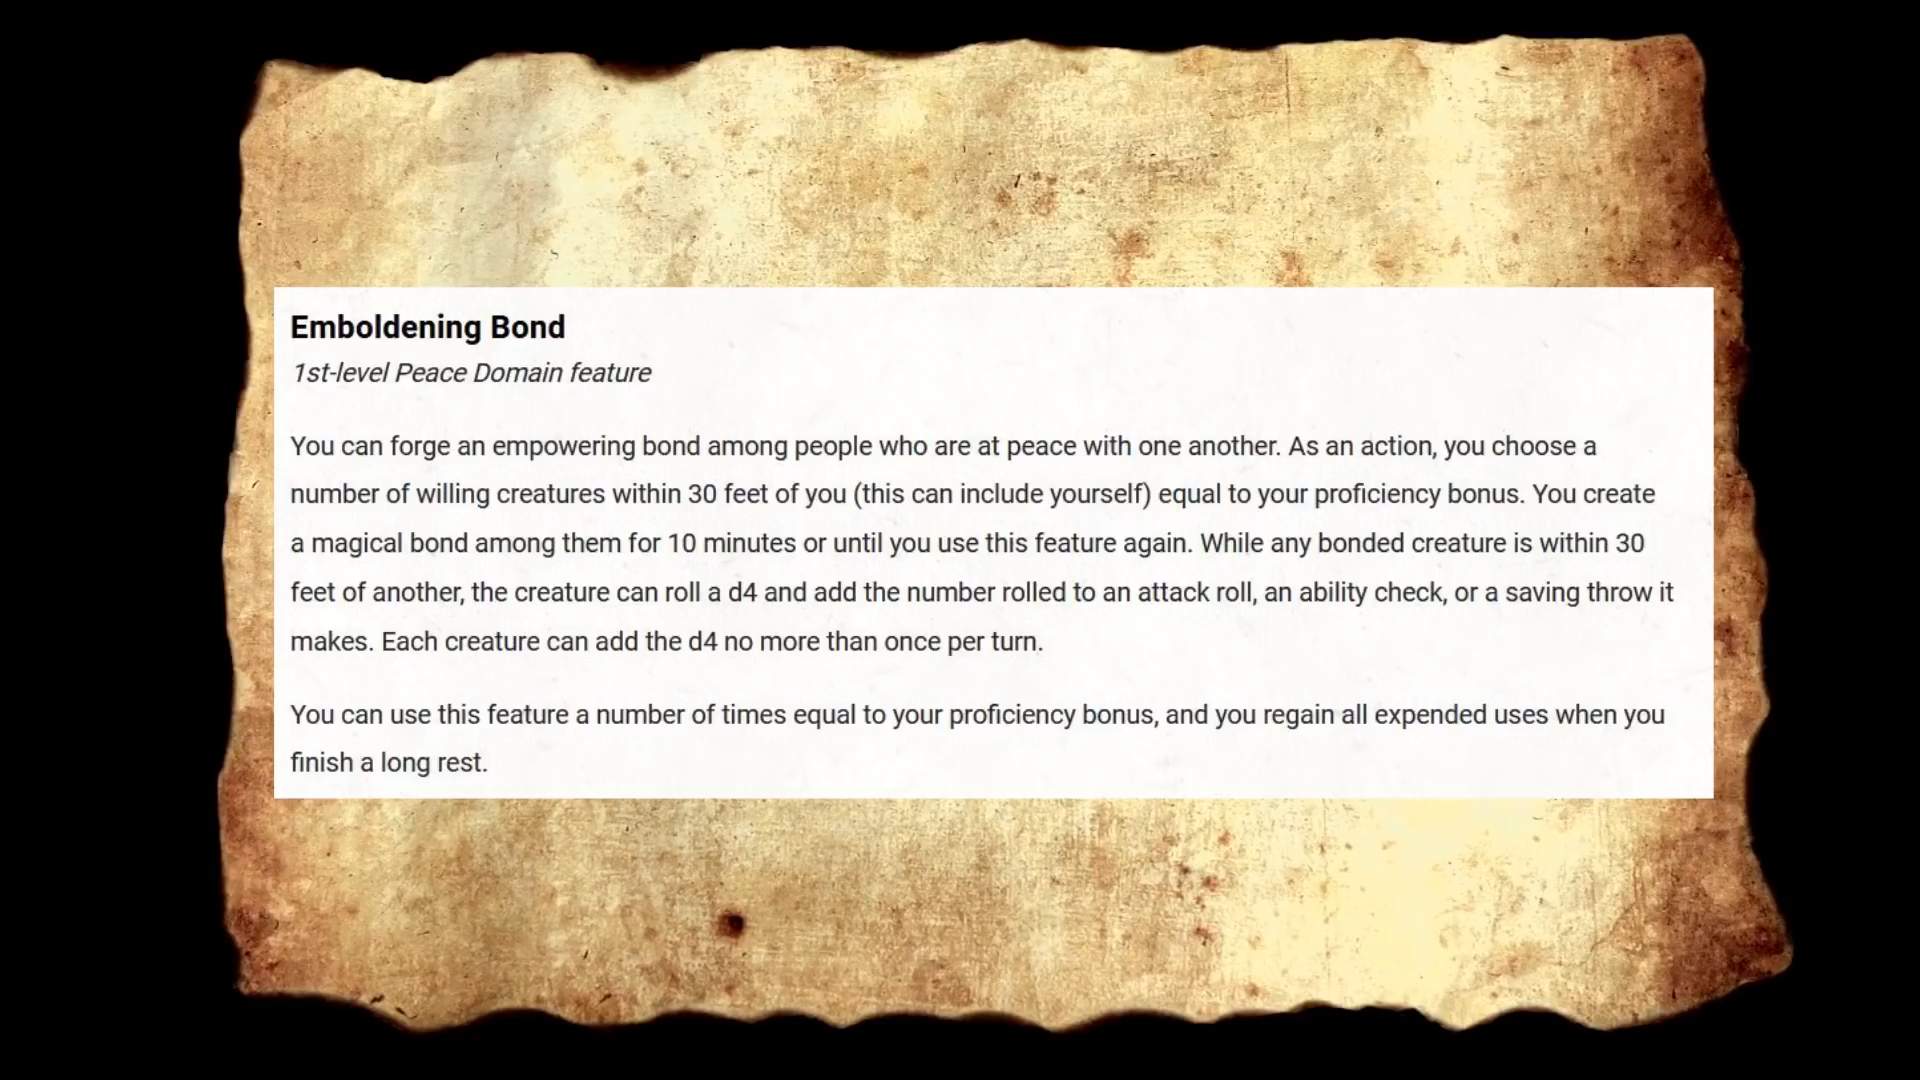 Emboldening Bond
1st-level Peace Domain feature
You can forge an empowering bond among people who are at peace with one another. As an action, you choose a
number of willing creatures within 30 feet of you (this can include yourself) equal to your proficiency bonus. You create
a magical bond among them for 10 minutes or until you use this feature again. While any bonded creature is within 30
feet of another, the creature can roll a d4 and add the number rolled to an attack roll, an ability check, or a saving throw it
makes. Each creature can add the d4 no more than once per turn.
You can use this feature a number of times equal to your proficiency bonus, and you regain all expended uses when you
finish a long rest.